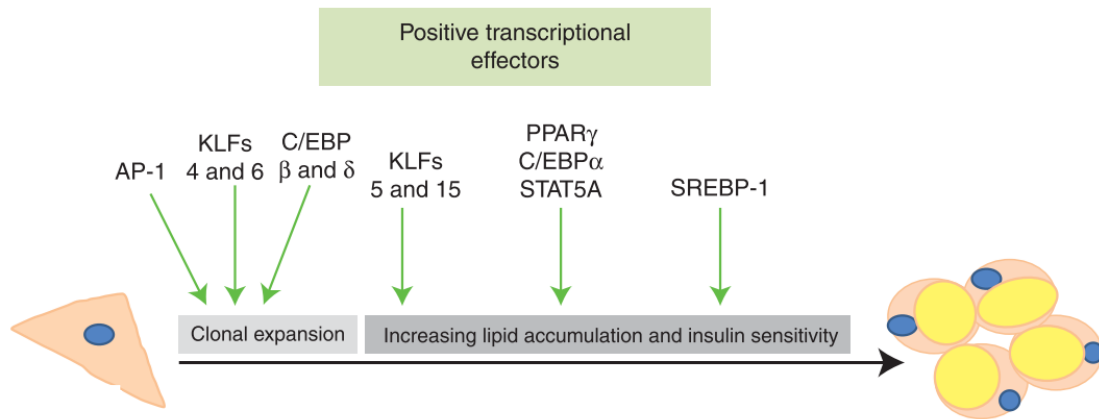 Positive transcriptional
effectors
AP-1
KLFs
4 and 6
C/EBP
β and δ
KLFs
5 and 15
PPARγ
C/EBPα
STAT5A
SREBP-1
Clonal expansion
Increasing lipid accumulation and insulin sensitivity